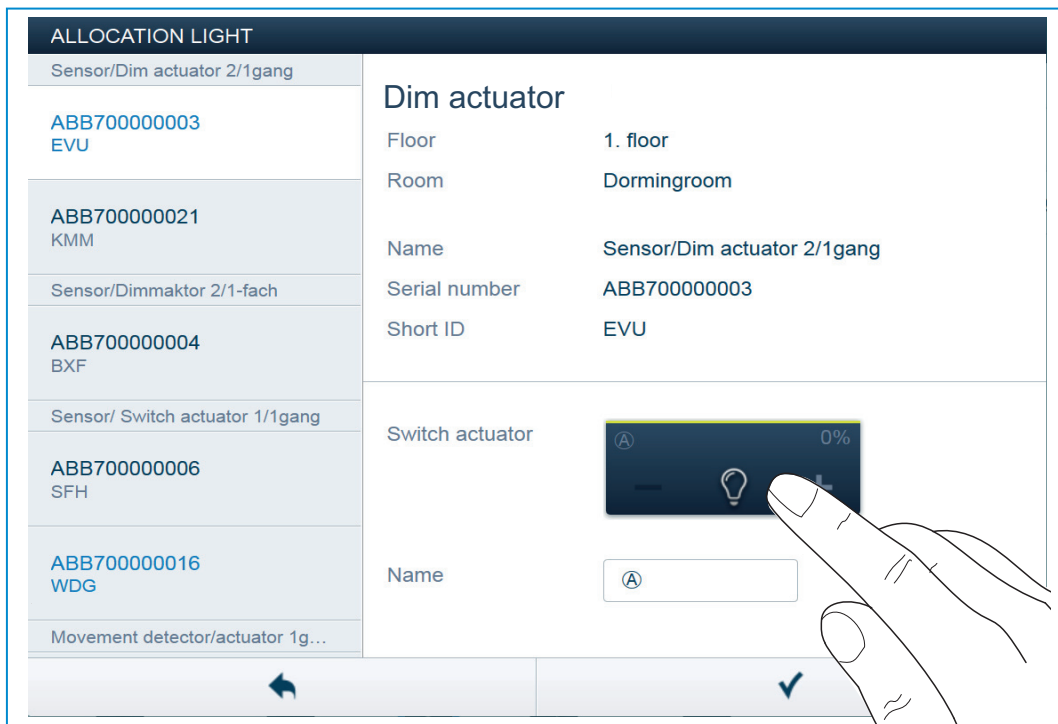 ALLOCATION LIGHT
Sensor/Dim actuator 2/1gang
ABB700000003
EVU
ABB700000021
KMM
Sensor/Dimmaktor 2/1-fach
ABB700000004
BXF
Sensor/ Switch actuator 1/1gang
ABB700000006
SFH
ABB700000016
WDG
Movement detector/actuator 1g…
Dim actuator
Floor 1. floor
Room Dormingroom
Name Sensor/Dim actuator 2/1gang
Serial number ABB700000003
Short ID EVU
Switch actuator
Ⓐ 0%
− +
Name Ⓐ